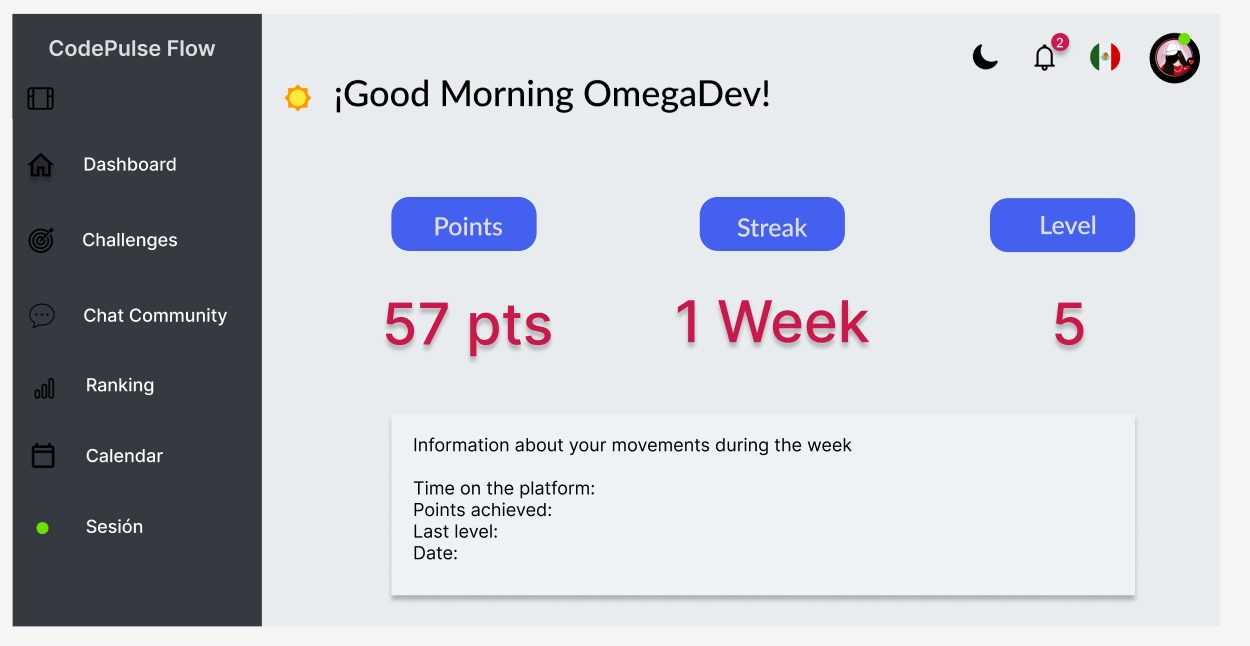 CodePulse Flow
2
¡Good Morning OmegaDev!
Dashboard
Challenges
Chat Community
Ranking
Calendar
Sesión
Points
Streak
Level
57 pts
1 Week
5
Information about your movements during the week
Time on the platform:
Points achieved:
Last level:
Date: